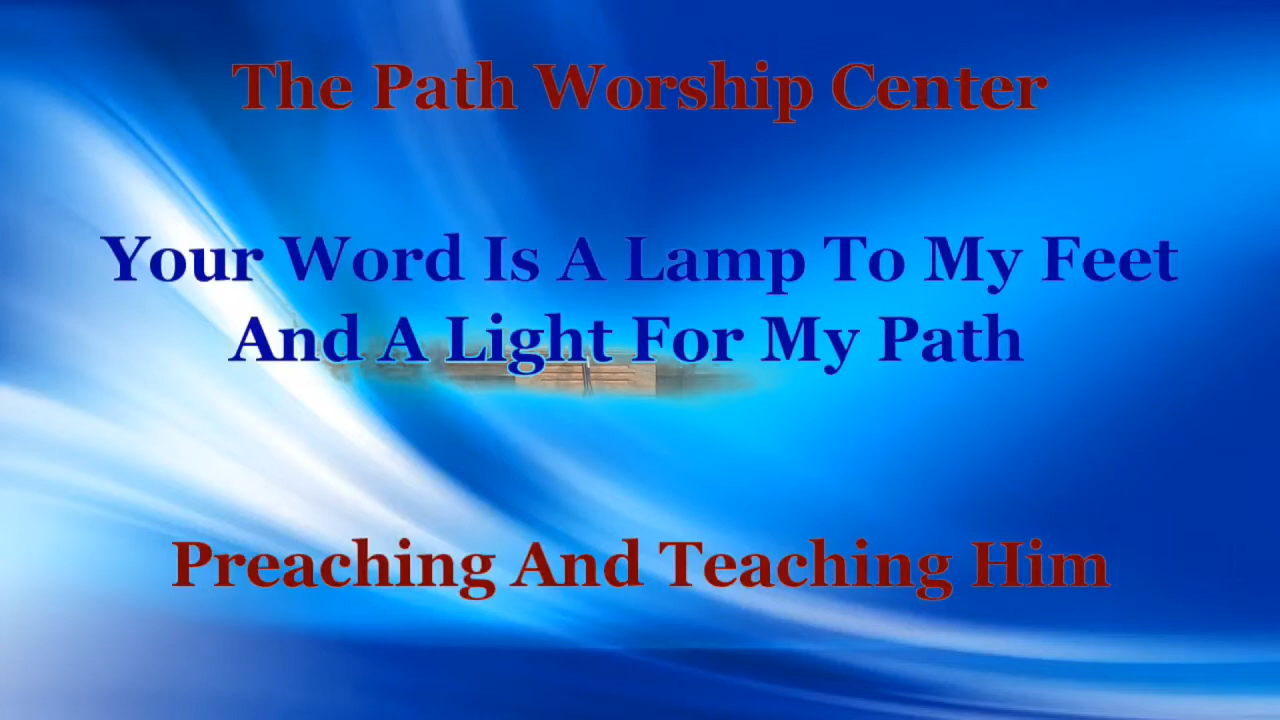 The Path Worship Center
Your Word Is A Lamp To My Feet
And A Light For My Path
Preaching And Teaching Him